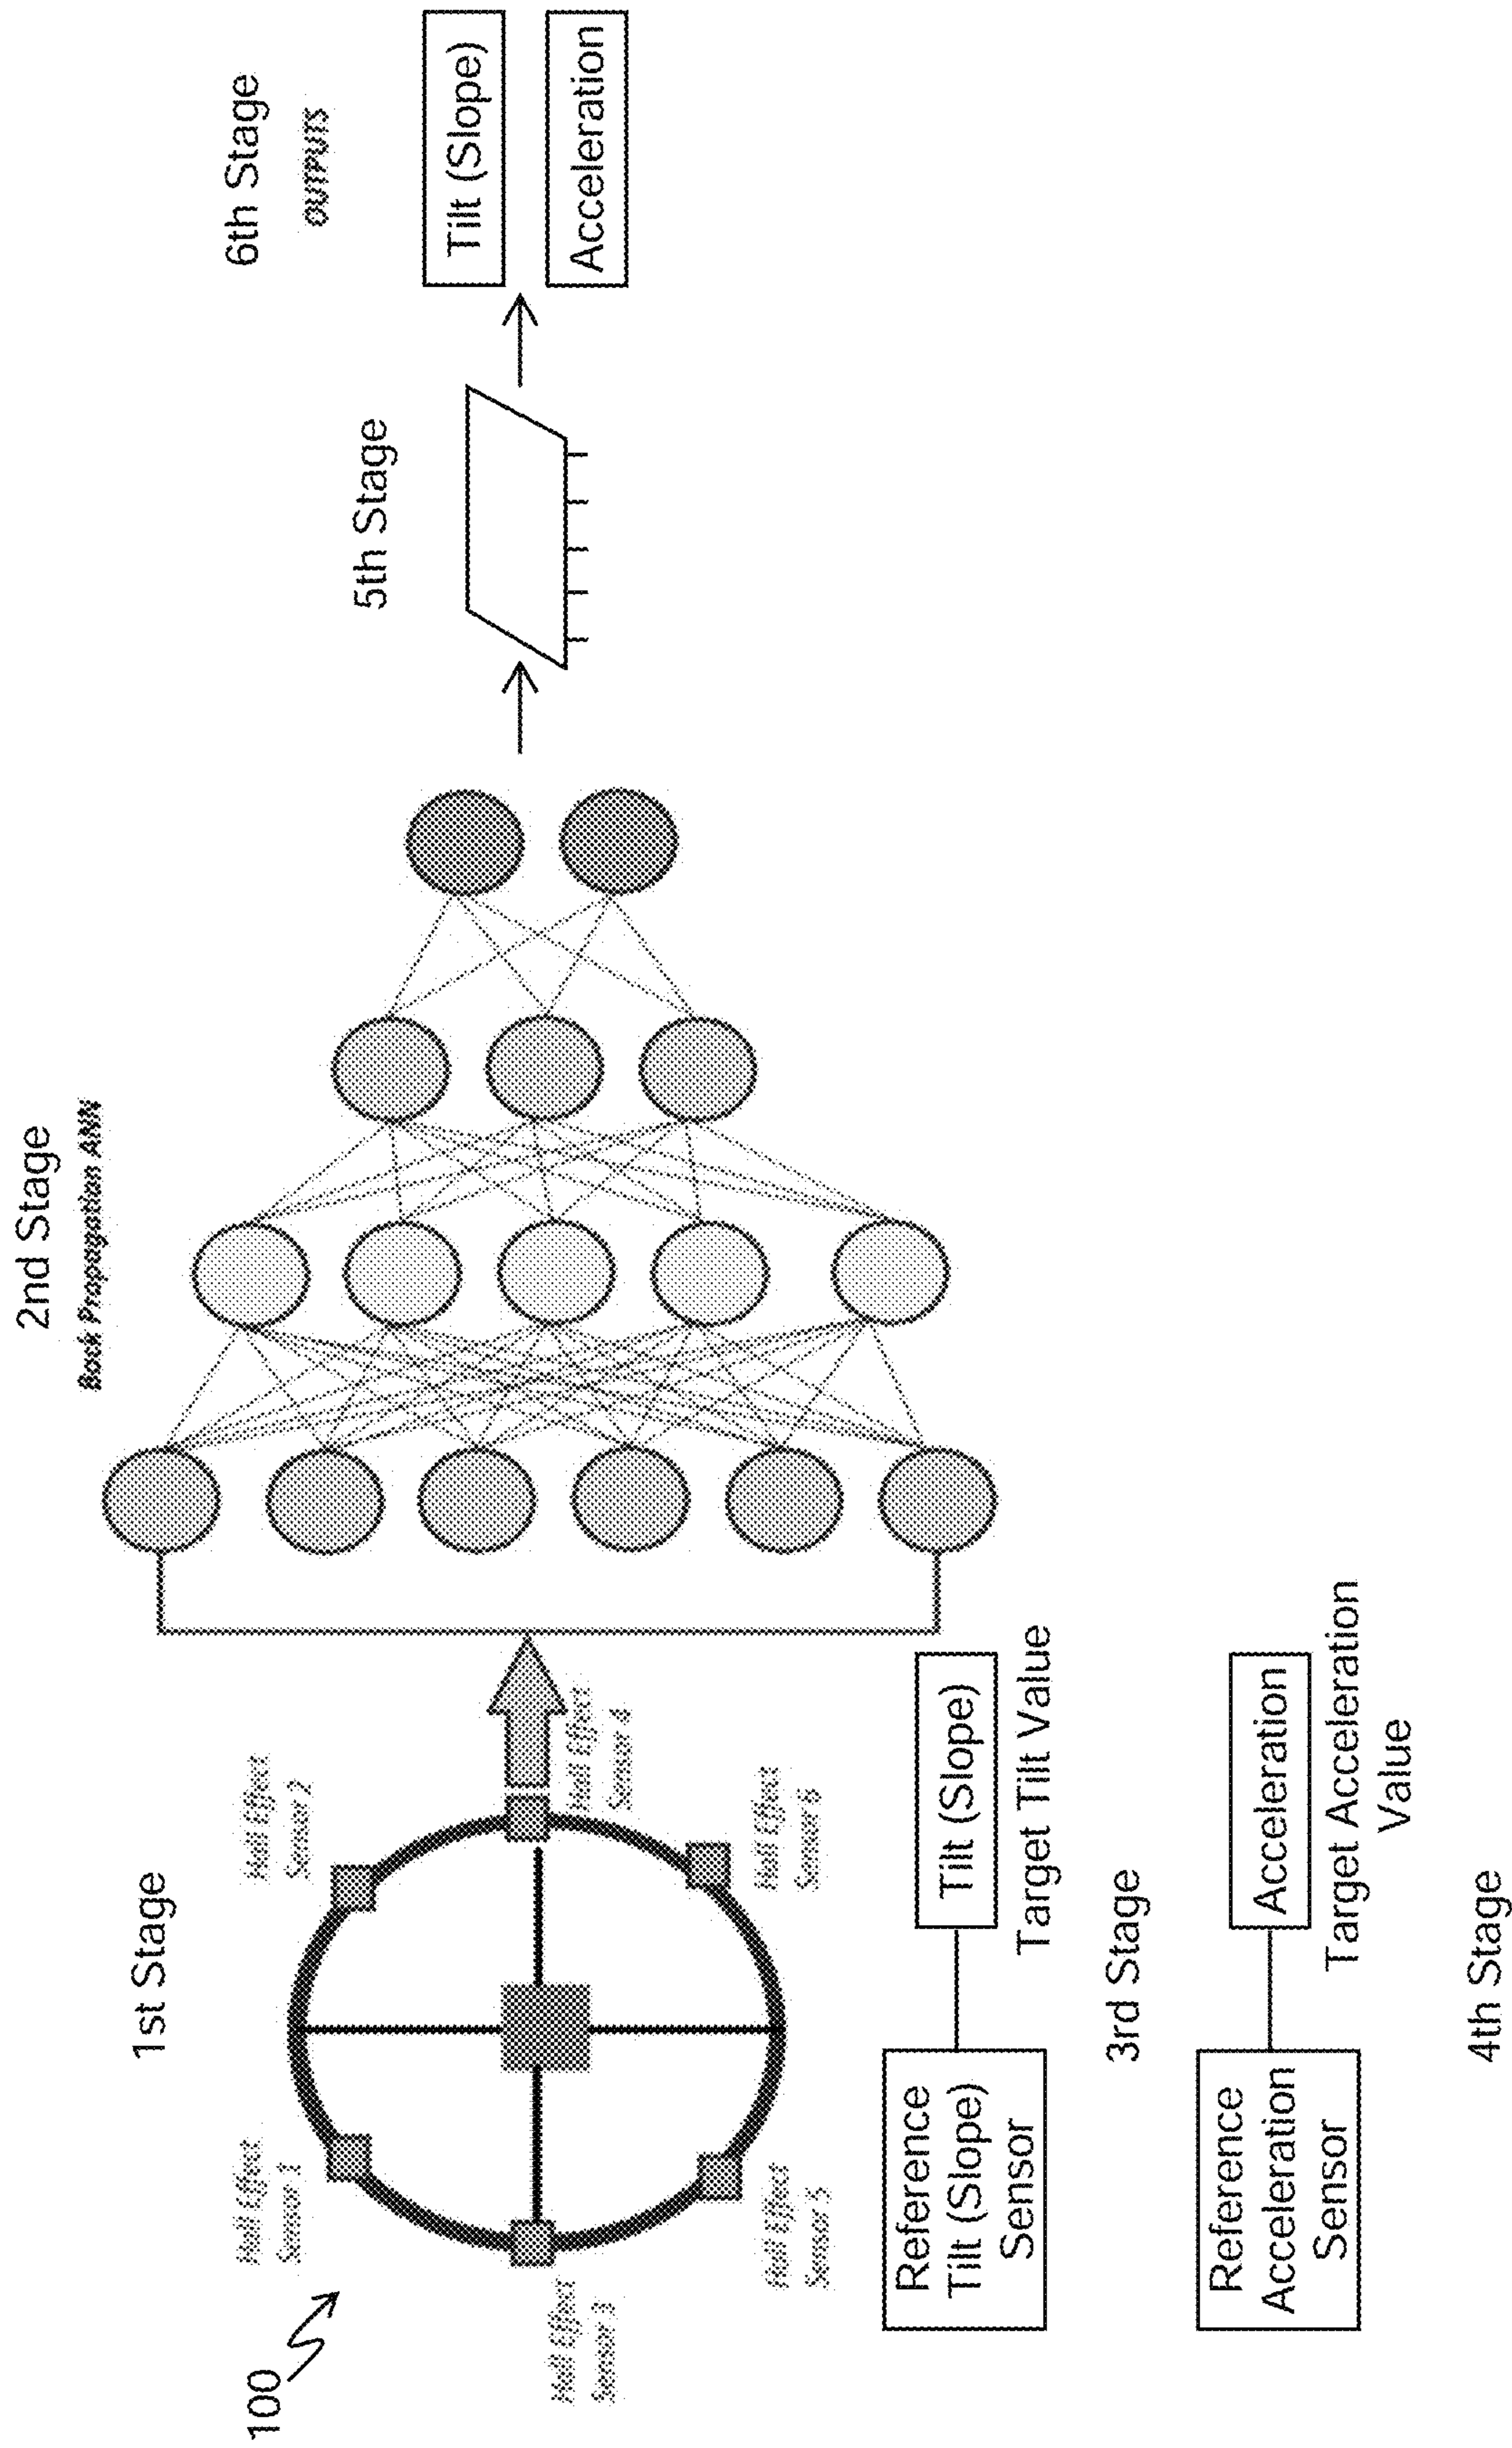 100
1st Stage
Hall Effect
Sensor 1
Hall Effect
Sensor 2
Hall Effect
Sensor 3
Hall Effect
Sensor 4
Hall Effect
Sensor 5
Hall Effect
Sensor 6
2nd Stage
Back Propagation ANN
Reference
Tilt (Slope)
Sensor
Tilt (Slope)
Target Tilt Value
3rd Stage
Reference
Acceleration
Sensor
Acceleration
Target Acceleration
Value
4th Stage
5th Stage
6th Stage
OUTPUTS
Tilt (Slope)
Acceleration